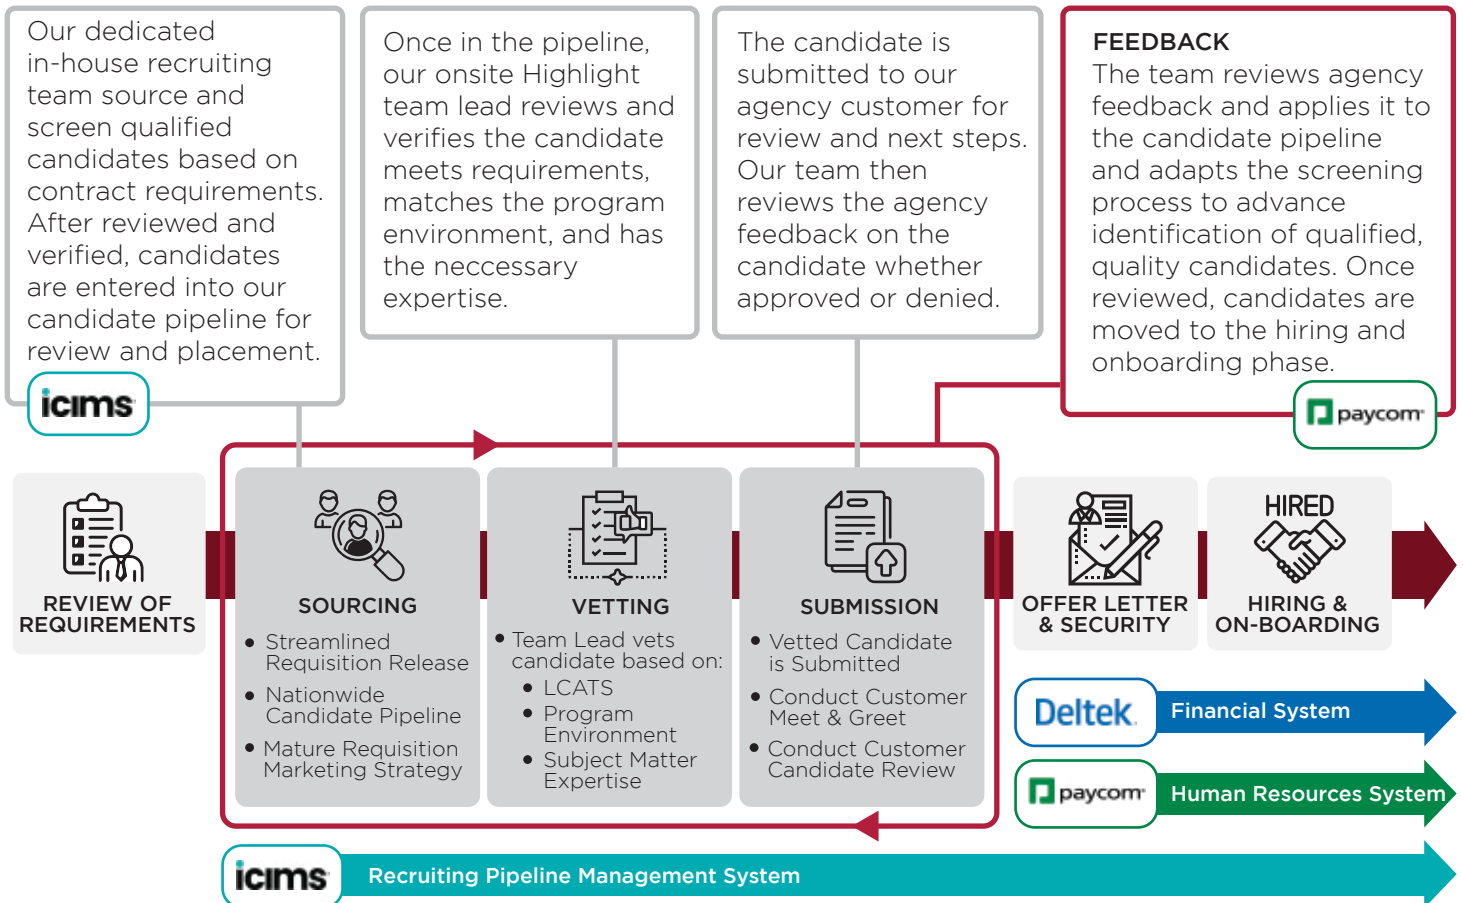 Our dedicated
in-house recruiting
team source and
screen qualified
candidates based on
contract requirements.
After reviewed and
verified, candidates
are entered into our
candidate pipeline for
review and placement.
icims
Once in the pipeline,
our onsite Highlight
team lead reviews and
verifies the candidate
meets requirements,
matches the program
environment, and has
the neccessary
expertise.
The candidate is
submitted to our
agency customer for
review and next steps.
Our team then
reviews the agency
feedback on the
candidate whether
approved or denied.
FEEDBACK
The team reviews agency
feedback and applies it to
the candidate pipeline
and adapts the screening
process to advance
identification of qualified,
quality candidates. Once
reviewed, candidates are
moved to the hiring and
onboarding phase.
paycom
REVIEW OF
REQUIREMENTS
SOURCING
• Streamlined
Requisition Release
• Nationwide
Candidate Pipeline
• Mature Requisition
Marketing Strategy
VETTING
• Team Lead vets
candidate based on:
• LCATS
• Program
Environment
• Subject Matter
Expertise
SUBMISSION
• Vetted Candidate
is Submitted
• Conduct Customer
Meet & Greet
• Conduct Customer
Candidate Review
OFFER LETTER
& SECURITY
HIRED
HIRING &
ON-BOARDING
Deltek.
Financial System
paycom
Human Resources System
icims
Recruiting Pipeline Management System